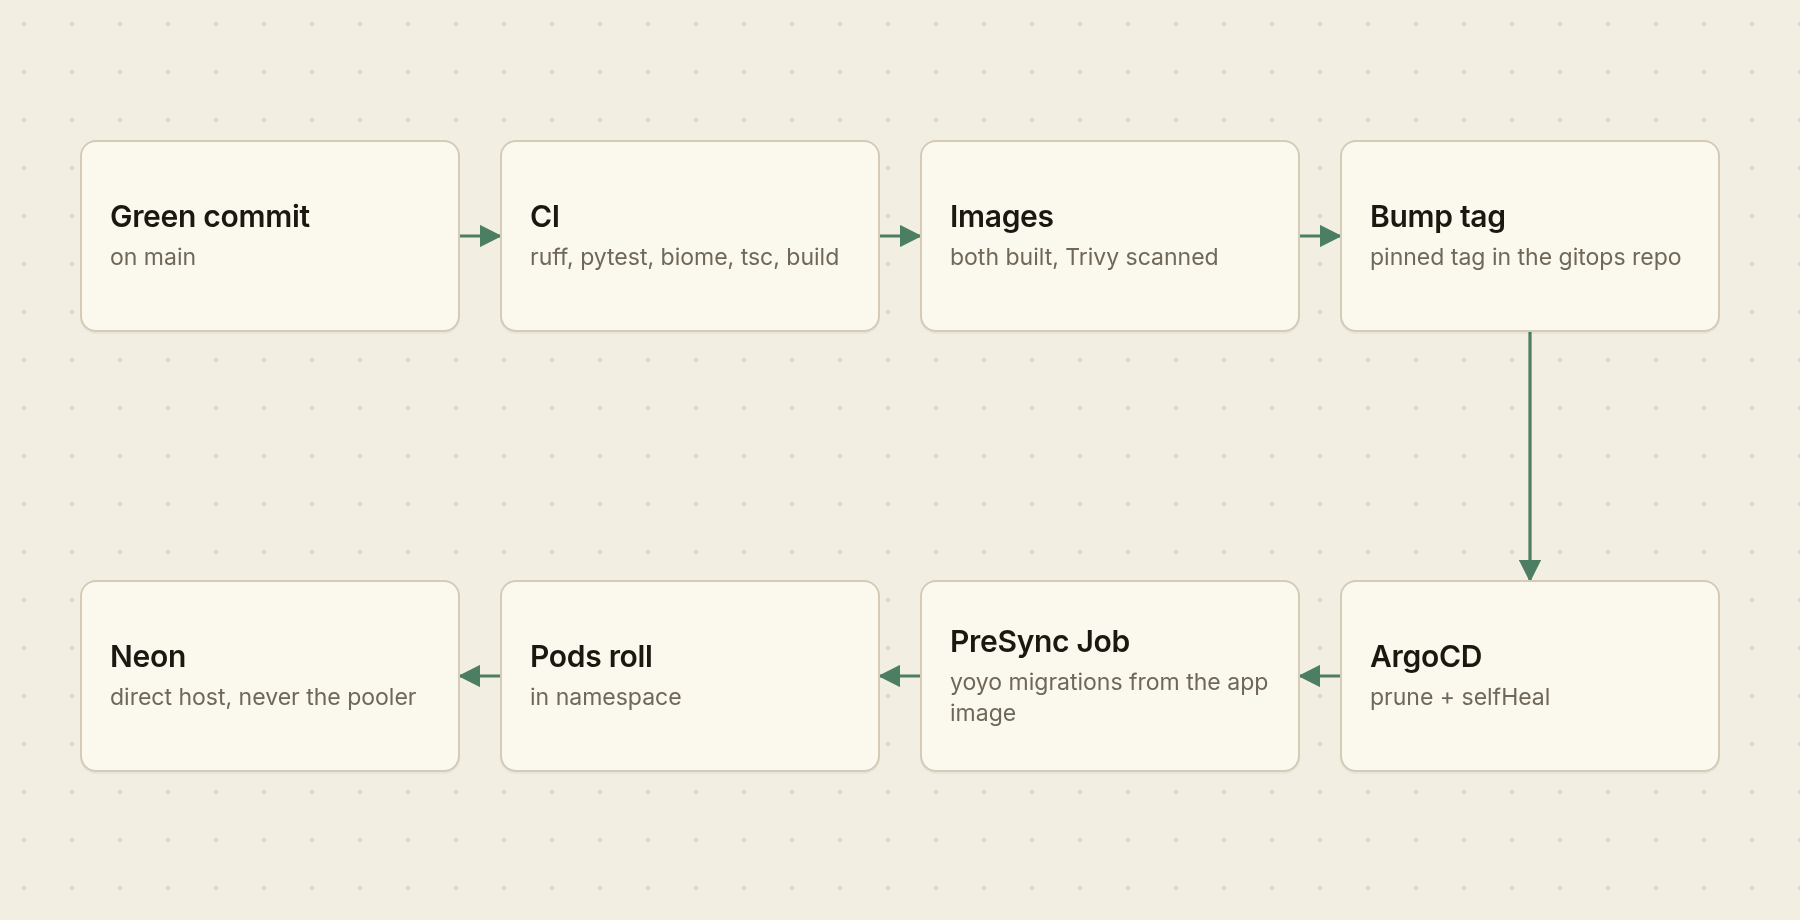 Green commit
on main
CI
ruff, pytest, biome, tsc, build
Images
both built, Trivy scanned
Bump tag
pinned tag in the gitops repo
ArgoCD
prune + selfHeal
PreSync Job
yoyo migrations from the app
image
Pods roll
in namespace
Neon
direct host, never the pooler